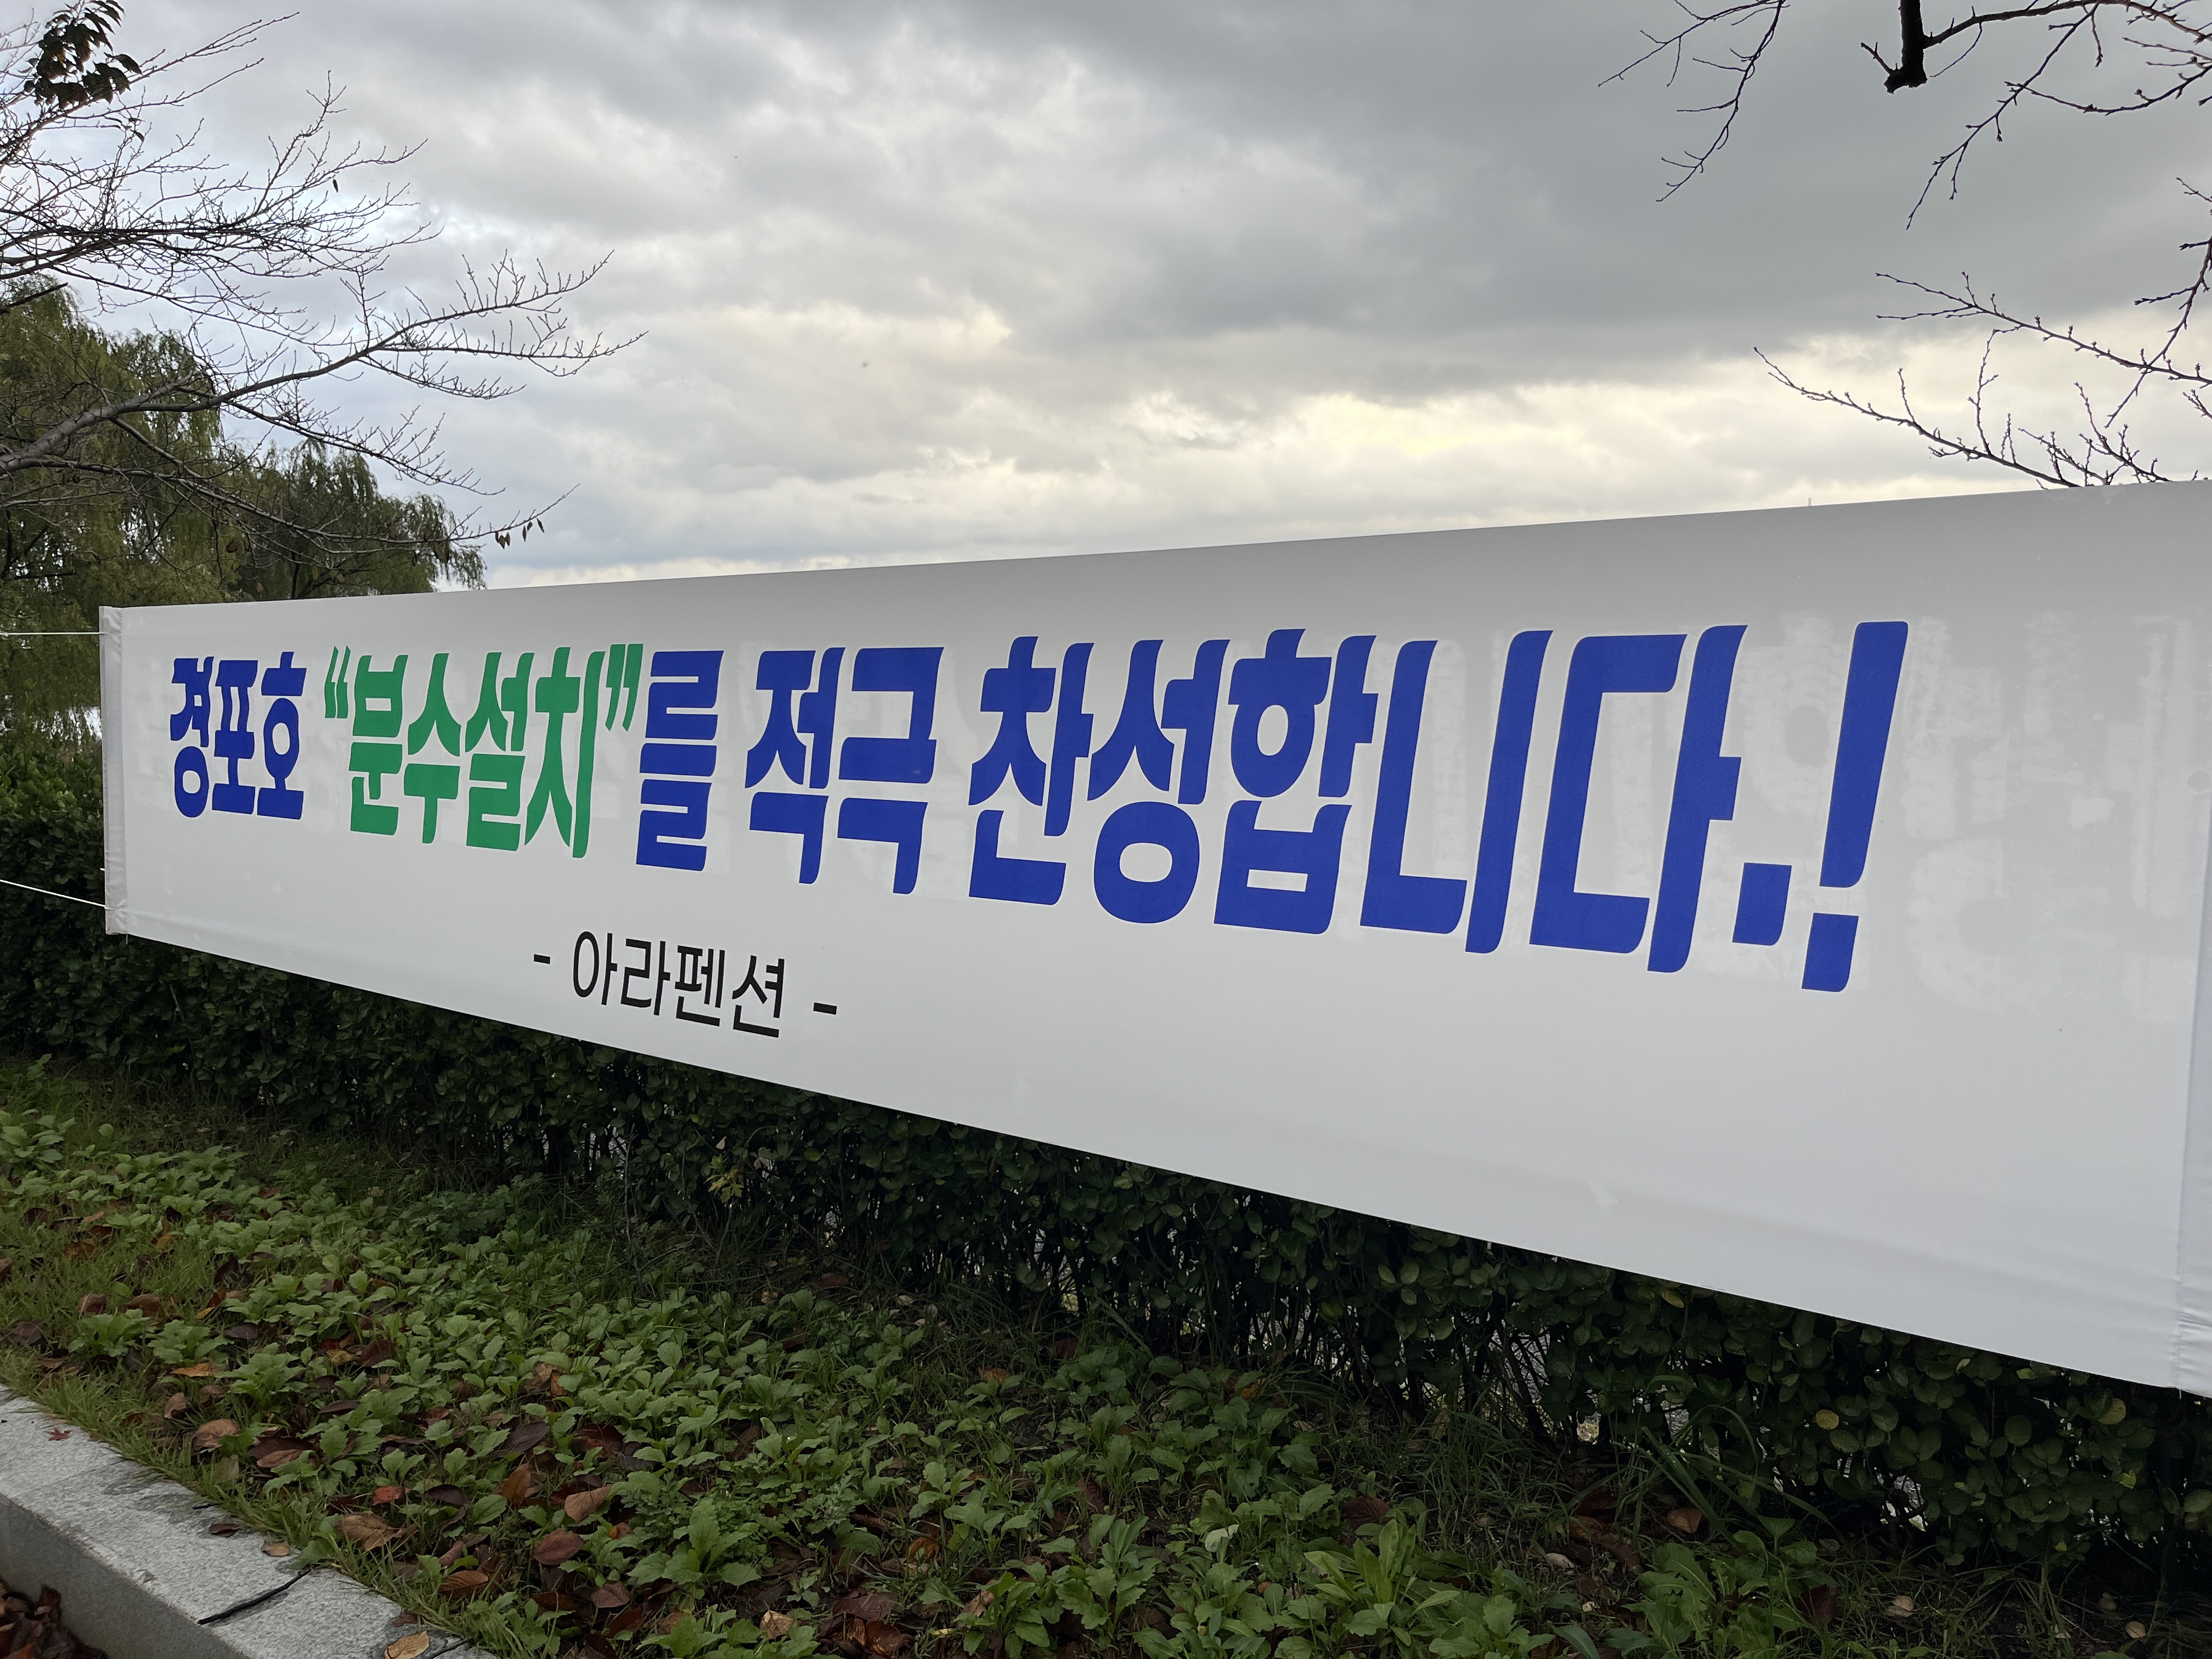 경포호 “분수설치”를 적극 찬성합니다.!
- 아라펜션 -